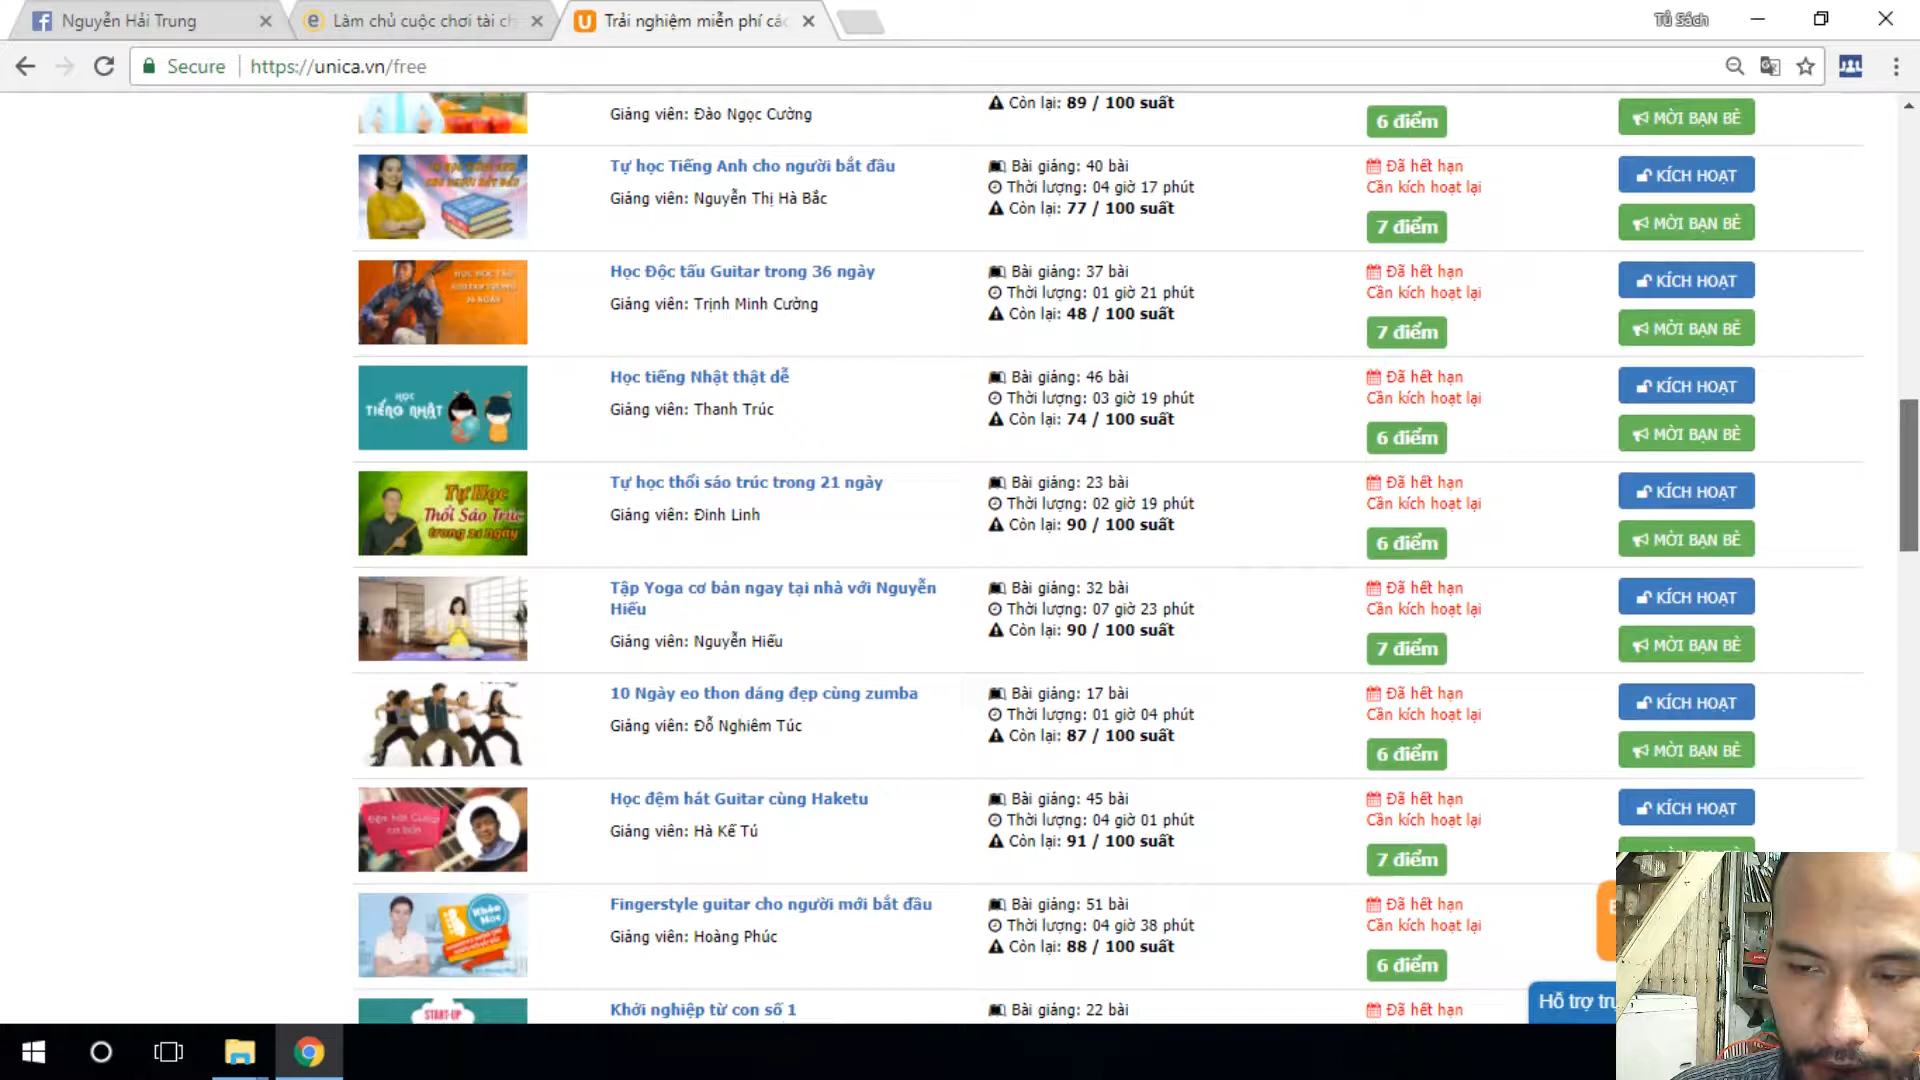 Nguyễn Hải Trung
Làm chủ cuộc chơi tài ch
Trải nghiệm miễn phí các
Tủ Sách
Secure
https://unica.vn/free
Giảng viên: Đào Ngọc Cường
Còn lại: 89 / 100 suất
6 điểm
MỜI BẠN BÈ
Tự học Tiếng Anh cho người bắt đầu
Giảng viên: Nguyễn Thị Hà Bắc
Bài giảng: 40 bài
Thời lượng: 04 giờ 17 phút
Còn lại: 77 / 100 suất
Đã hết hạn
Cần kích hoạt lại
7 điểm
KÍCH HOẠT
MỜI BẠN BÈ
Học Độc tấu Guitar trong 36 ngày
Giảng viên: Trịnh Minh Cưởng
Bài giảng: 37 bài
Thời lượng: 01 giờ 21 phút
Còn lại: 48 / 100 suất
Đã hết hạn
Cần kích hoạt lại
7 điểm
KÍCH HOẠT
MỜI BẠN BÈ
HỌC
TIẾNG NHẬT
Học tiếng Nhật thật dễ
Giảng viên: Thanh Trúc
Bài giảng: 46 bài
Thời lượng: 03 giờ 19 phút
Còn lại: 74 / 100 suất
Đã hết hạn
Cần kích hoạt lại
6 điểm
KÍCH HOẠT
MỜI BẠN BÈ
Tự Học
Thổi Sáo Trúc
trong 21 ngày
Tự học thổi sáo trúc trong 21 ngày
Giảng viên: Đinh Linh
Bài giảng: 23 bài
Thời lượng: 02 giờ 19 phút
Còn lại: 90 / 100 suất
Đã hết hạn
Cần kích hoạt lại
6 điểm
KÍCH HOẠT
MỜI BẠN BÈ
Tập Yoga cơ bản ngay tại nhà với Nguyễn
Hiếu
Giảng viên: Nguyễn Hiếu
Bài giảng: 32 bài
Thời lượng: 07 giờ 23 phút
Còn lại: 90 / 100 suất
Đã hết hạn
Cần kích hoạt lại
7 điểm
KÍCH HOẠT
MỜI BẠN BÈ
10 Ngày eo thon dáng đẹp cùng zumba
Giảng viên: Đỗ Nghiêm Túc
Bài giảng: 17 bài
Thời lượng: 01 giờ 04 phút
Còn lại: 87 / 100 suất
Đã hết hạn
Cần kích hoạt lại
6 điểm
KÍCH HOẠT
MỜI BẠN BÈ
Đệm hát Guitar
cơ bản
Học đệm hát Guitar cùng Haketu
Giảng viên: Hà Kế Tú
Bài giảng: 45 bài
Thời lượng: 04 giờ 01 phút
Còn lại: 91 / 100 suất
Đã hết hạn
Cần kích hoạt lại
7 điểm
KÍCH HOẠT
Fingerstyle guitar cho người mới bắt đầu
Giảng viên: Hoàng Phúc
Bài giảng: 51 bài
Thời lượng: 04 giờ 38 phút
Còn lại: 88 / 100 suất
Đã hết hạn
Cần kích hoạt lại
6 điểm
START-UP
Khởi nghiệp từ con số 1
Bài giảng: 22 bài
Đã hết hạn
Hỗ trợ tr